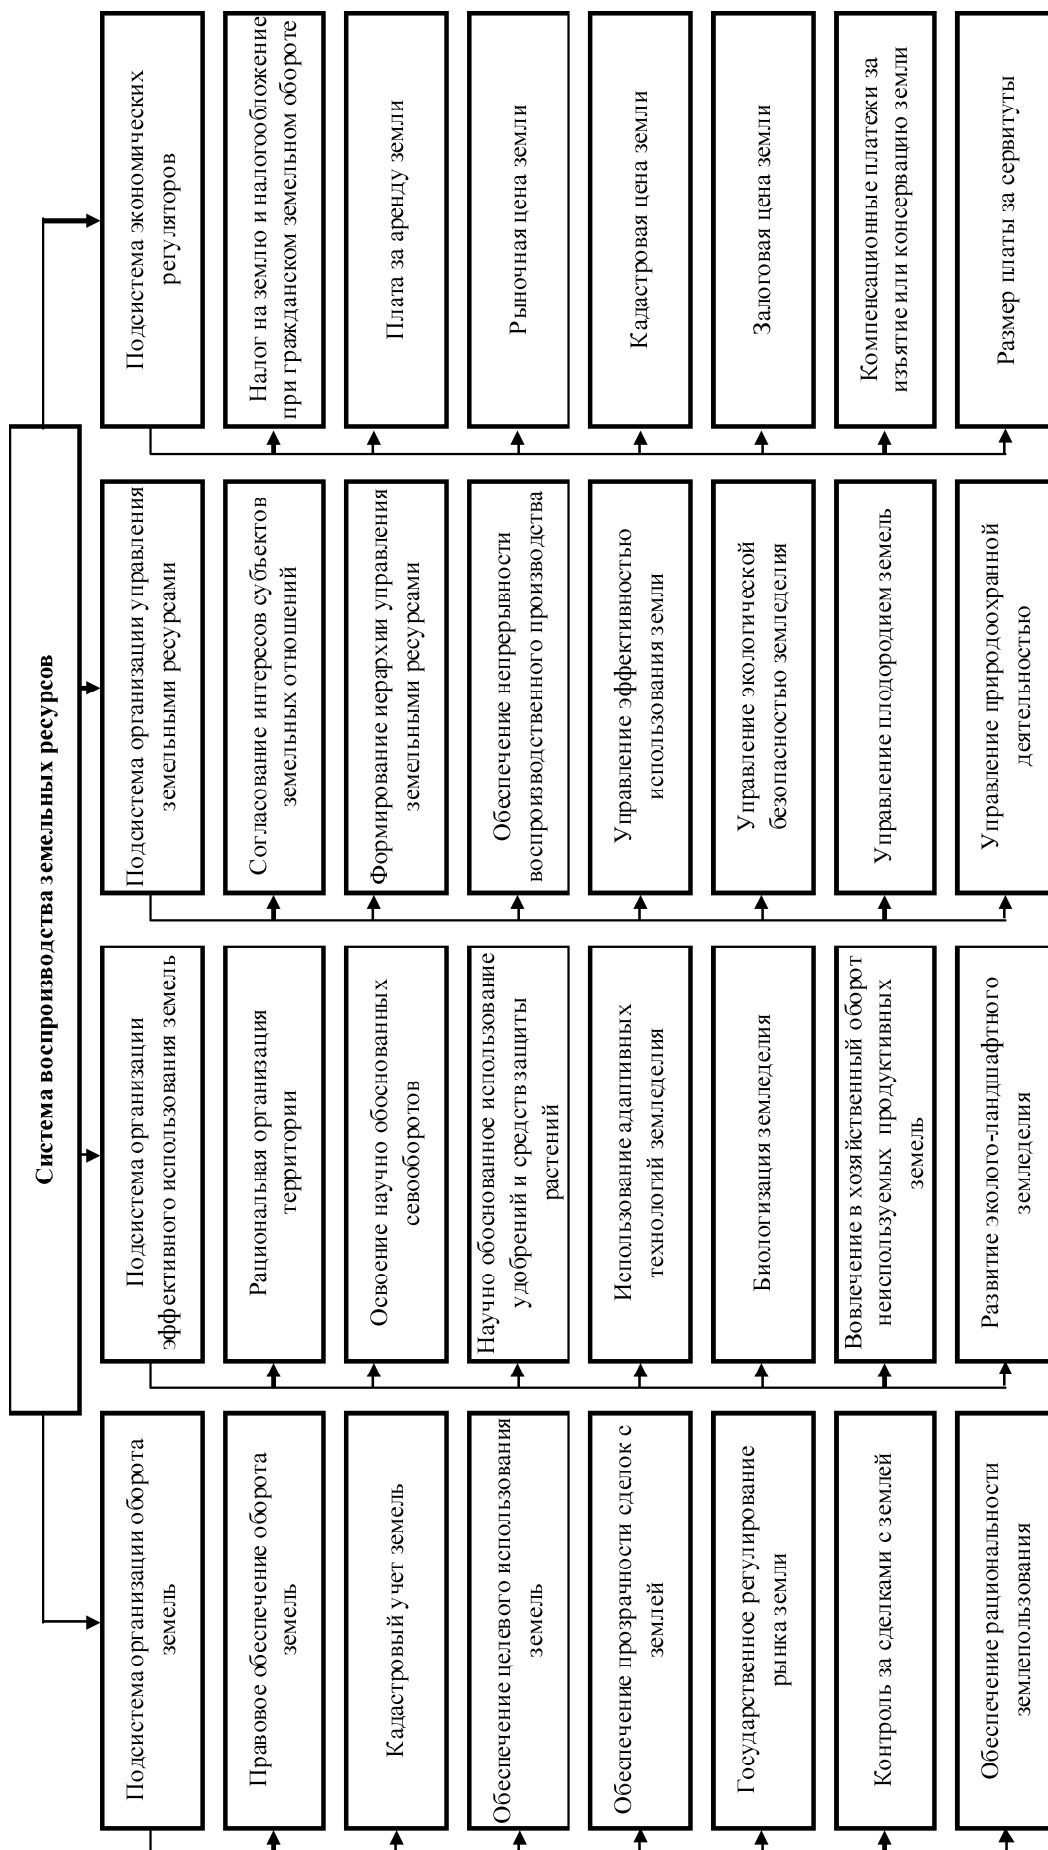 Система воспроизводства земельных ресурсов
Подсистема организации оборота
земель
Правовое обеспечение оборота
земель
Кадастровый учет земель
Обеспечение целевого использования
земель
Обеспечение прозрачности сделок с
землей
Государственное регулирование
рынка земли
Контроль за сделками с землей
Обеспечение рациональности
землепользования
Подсистема организации
эффективного использования земель
Рациональная организация
территории
Освоение научно обоснованных
севооборотов
Научно обоснованное использование
удобрений и средств защиты
растений
Использование адаптивных
технологий земледелия
Биологизация земледелия
Вовлечение в хозяйственный оборот
неиспользуемых продуктивных
земель
Развитие эколого-ландшафтного
земледелия
Подсистема организации управления
земельными ресурсами
Согласование интересов субъектов
земельных отношений
Формирование иерархии управления
земельными ресурсами
Обеспечение непрерывности
воспроизводственного производства
Управление эффективностью
использования земли
Управление экологической
безопасностью земледелия
Управление плодородием земель
Управление природоохранной
деятельностью
Подсистема экономических
регуляторов
Налог на землю и налогообложение
при гражданском земельном обороте
Плата за аренду земли
Рыночная цена земли
Кадастровая цена земли
Залоговая цена земли
Компенсационные платежи за
изъятие или консервацию земли
Размер платы за сервитуты